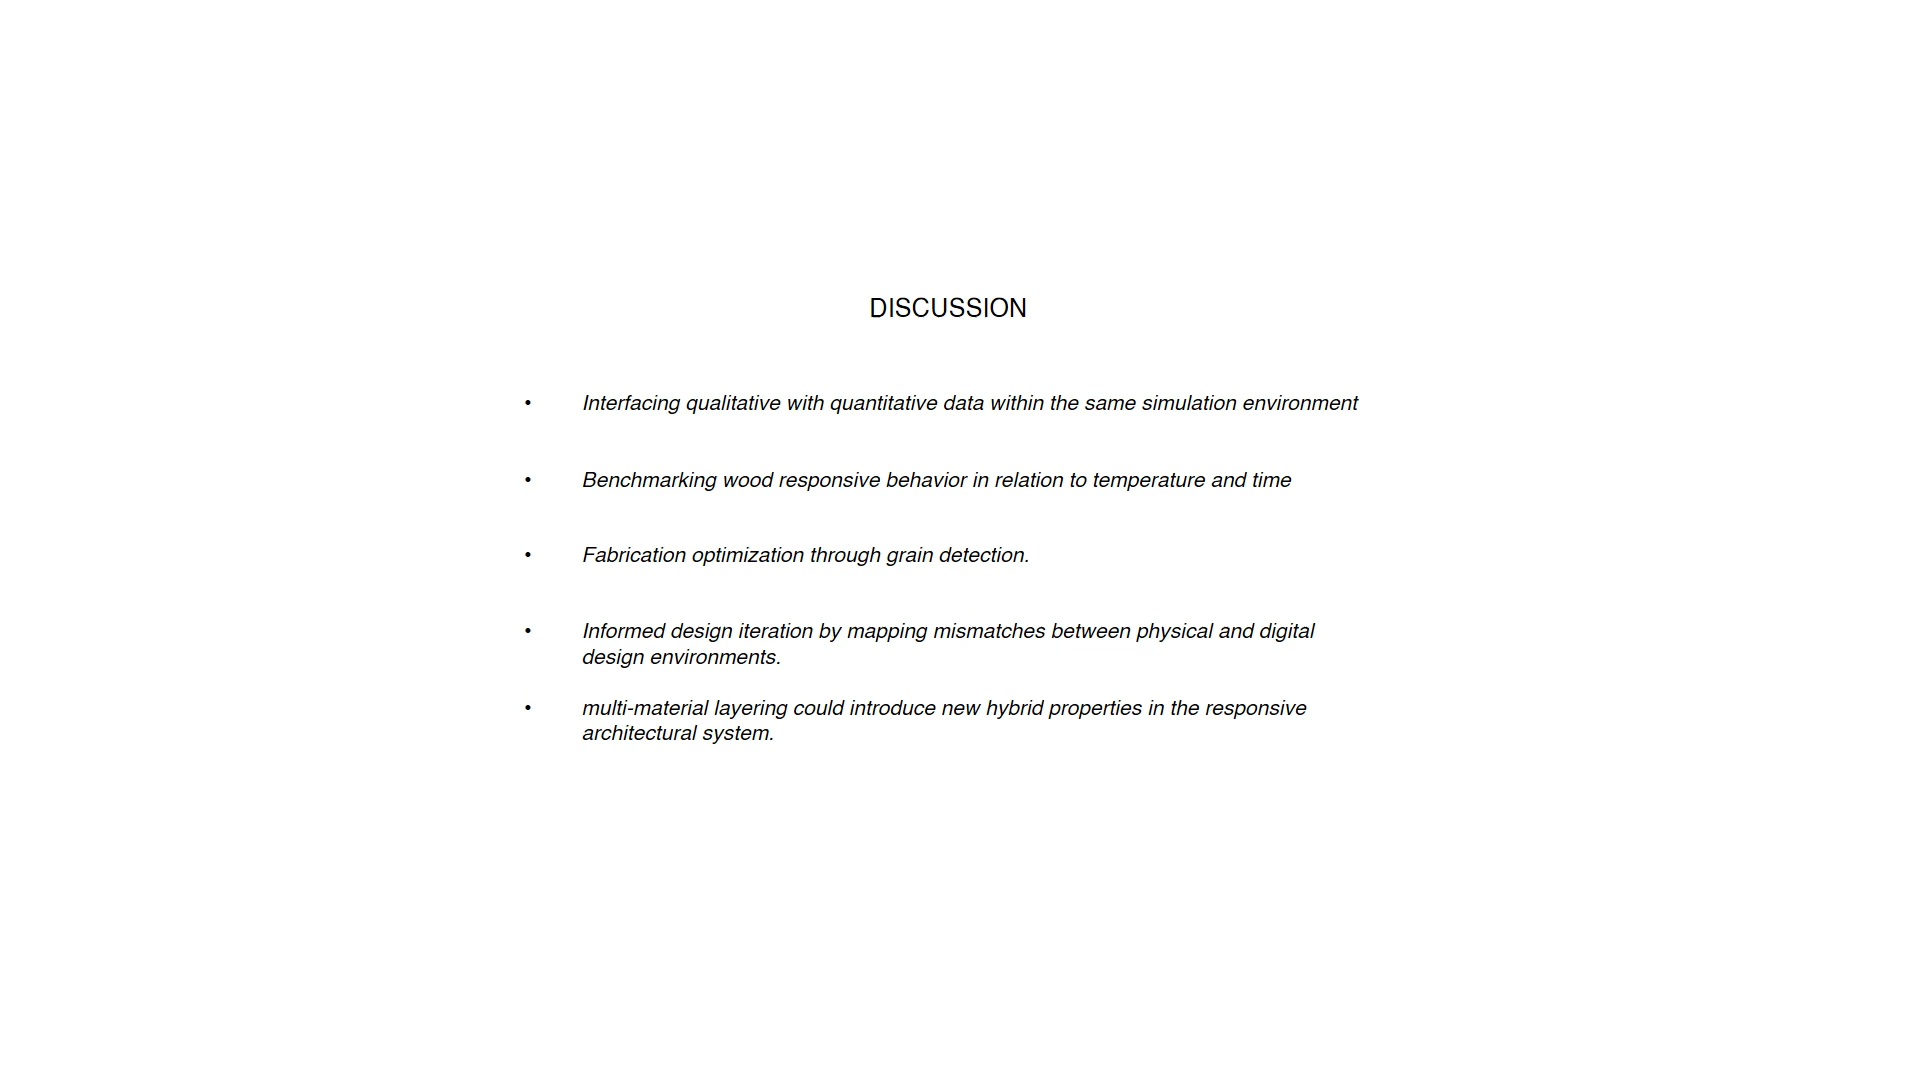 DISCUSSION
• Interfacing qualitative with quantitative data within the same simulation environment
• Benchmarking wood responsive behavior in relation to temperature and time
• Fabrication optimization through grain detection.
• Informed design iteration by mapping mismatches between physical and digital
design environments.
• multi-material layering could introduce new hybrid properties in the responsive
architectural system.